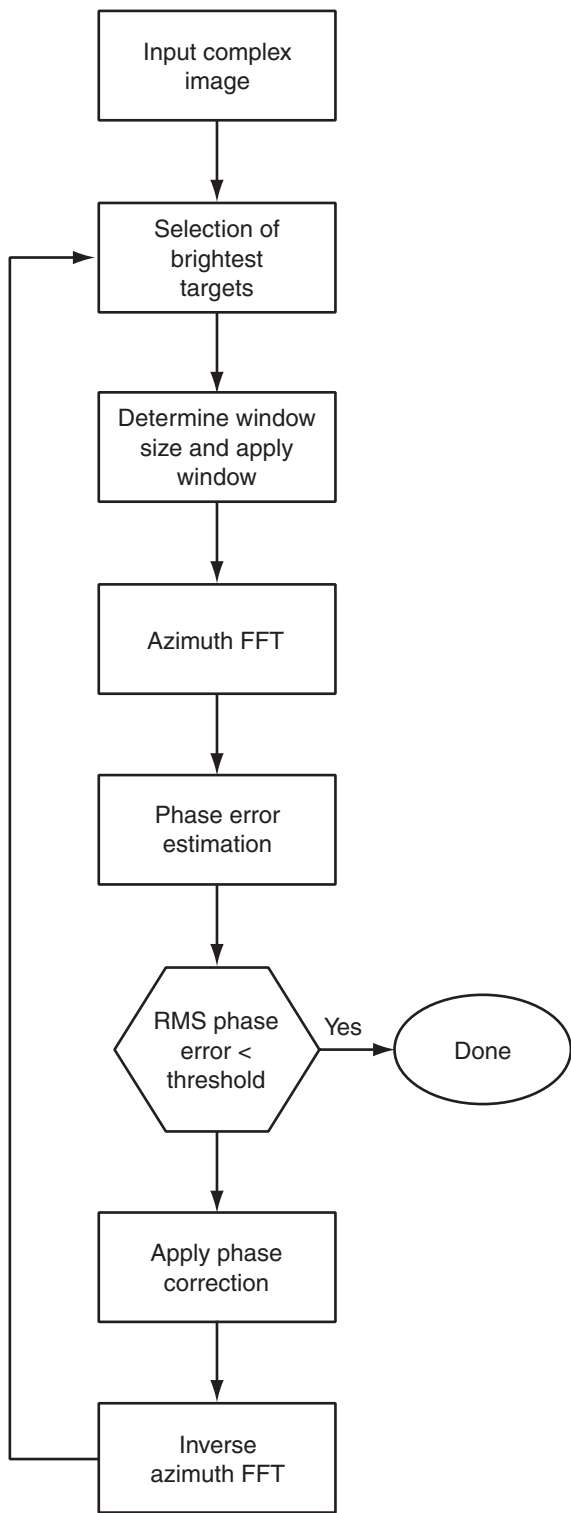 Input complex
image
Selection of
brightest
targets
Determine window
size and apply
window
Azimuth FFT
Phase error
estimation
RMS phase
error <
threshold
Yes
Done
Apply phase
correction
Inverse
azimuth FFT